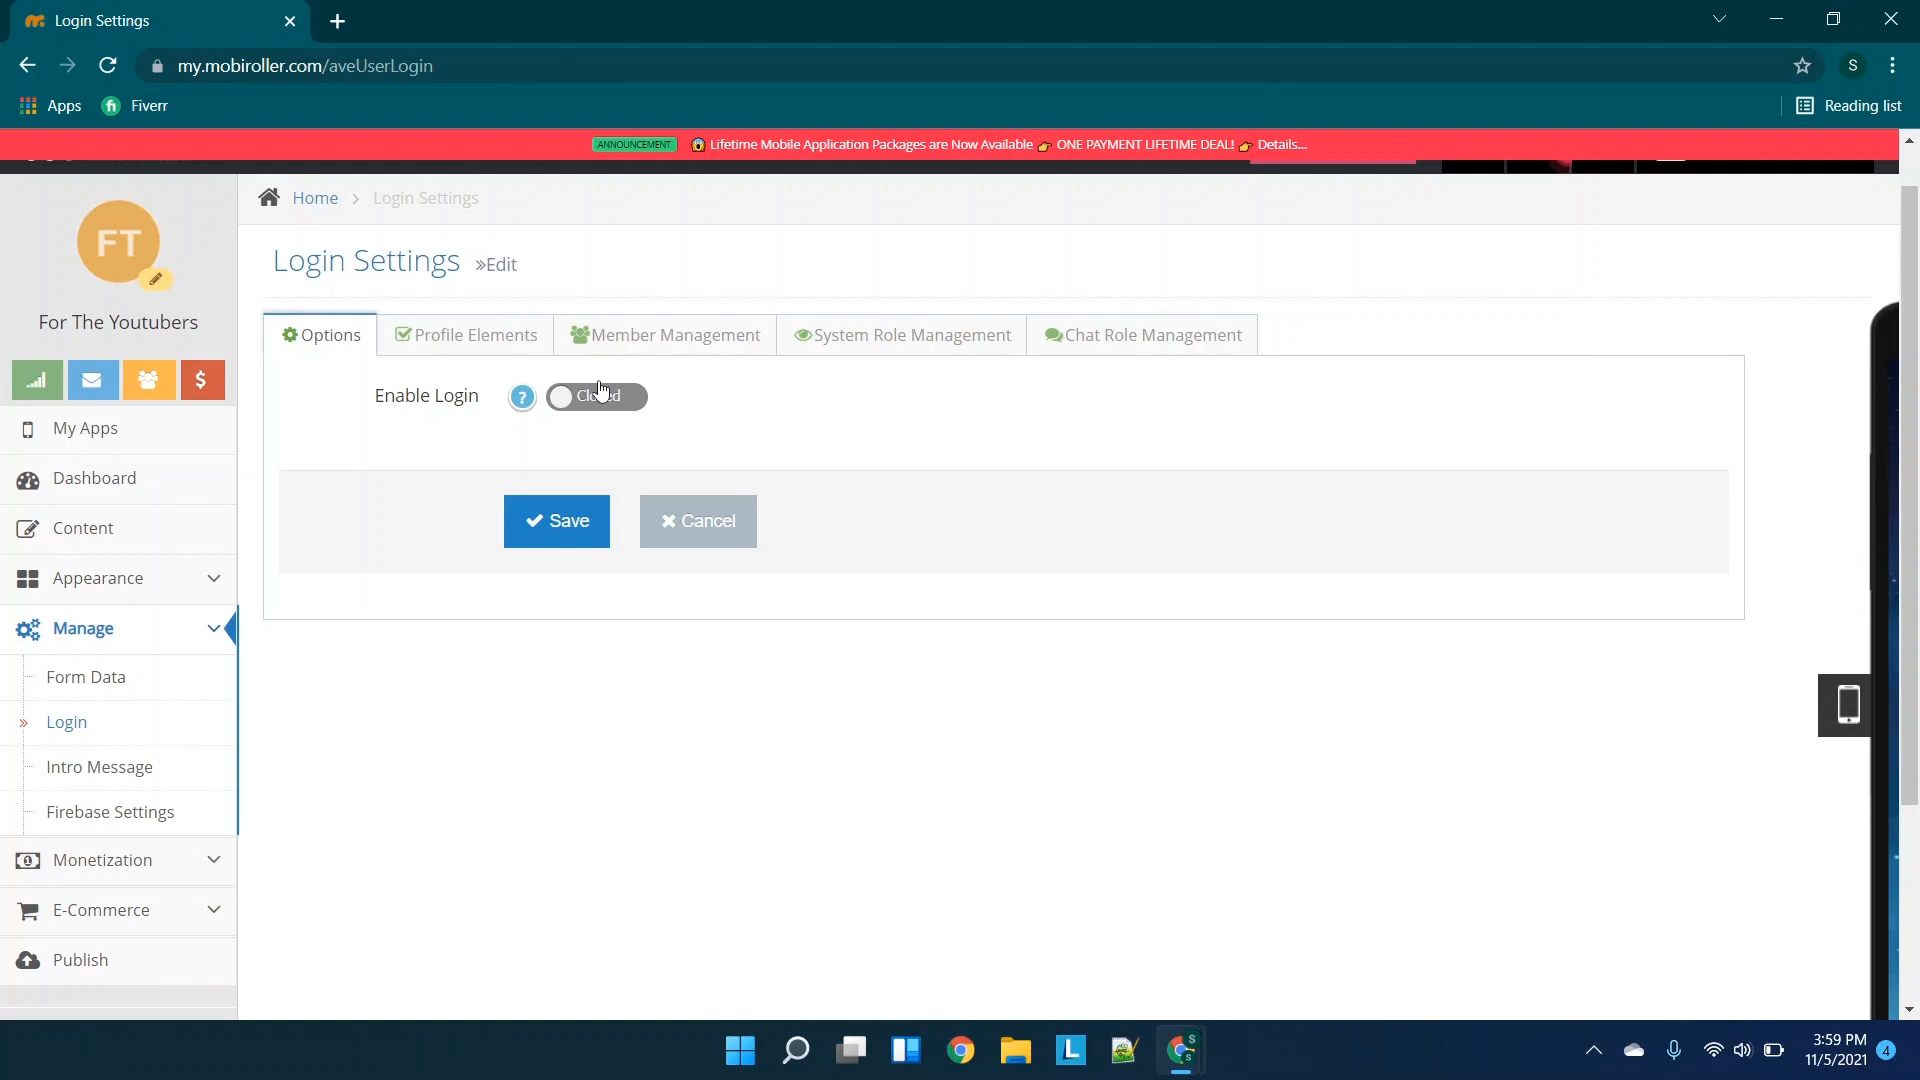 Login Settings
my.mobiroller.com/aveUserLogin
S
Apps
Fiverr
Reading list
ANNOUNCEMENT
Lifetime Mobile Application Packages are Now Available 👉 ONE PAYMENT LIFETIME DEAL! 👉 Details...
FT
For The Youtubers
Home > Login Settings
Login Settings »Edit
Options
Profile Elements
Member Management
System Role Management
Chat Role Management
Enable Login
?
Save
Cancel
My Apps
Dashboard
Content
Appearance
Manage
Form Data
» Login
Intro Message
Firebase Settings
Monetization
E-Commerce
Publish
3:59 PM
11/5/2021
4